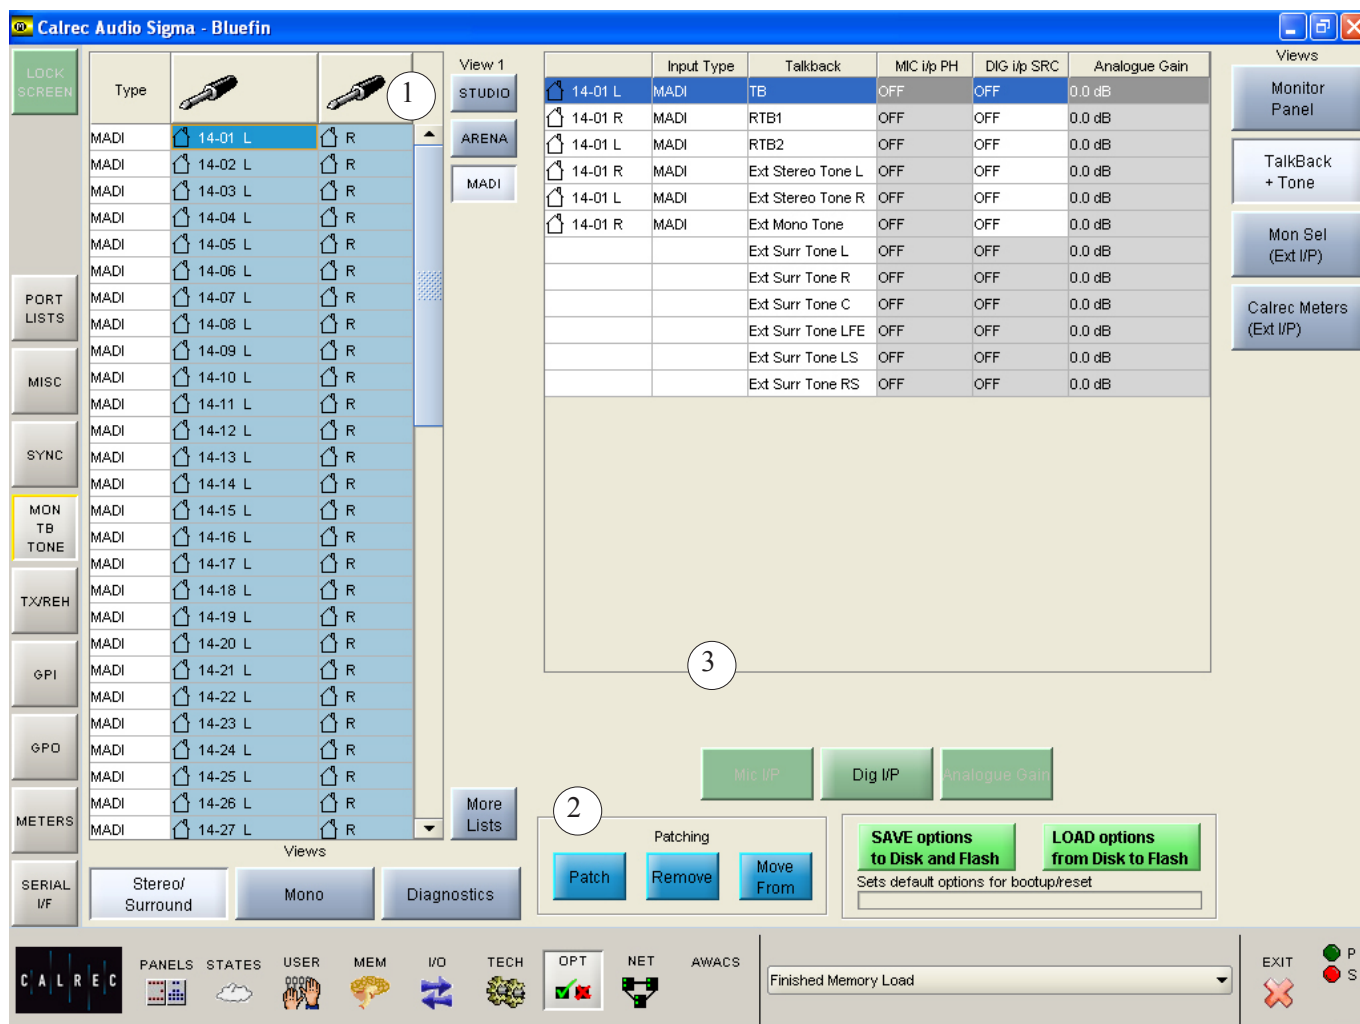 Calrec Audio Sigma - Bluefin
LOCK
SCREEN
PORT
LISTS
MISC
SYNC
MON
TB
TONE
TX/REH
GPI
GPO
METERS
SERIAL
I/F
Type
1
MADI 14-01 L R
MADI 14-02 L R
MADI 14-03 L R
MADI 14-04 L R
MADI 14-05 L R
MADI 14-06 L R
MADI 14-07 L R
MADI 14-08 L R
MADI 14-09 L R
MADI 14-10 L R
MADI 14-11 L R
MADI 14-12 L R
MADI 14-13 L R
MADI 14-14 L R
MADI 14-15 L R
MADI 14-16 L R
MADI 14-17 L R
MADI 14-18 L R
MADI 14-19 L R
MADI 14-20 L R
MADI 14-21 L R
MADI 14-22 L R
MADI 14-23 L R
MADI 14-24 L R
MADI 14-25 L R
MADI 14-26 L R
MADI 14-27 L R
Views
Stereo/
Surround
Mono
Diagnostics
View 1
STUDIO
ARENA
MADI
More
Lists
Input Type Talkback MIC i/p PH DIG i/p SRC Analogue Gain
14-01 L MADI TB OFF OFF 0.0 dB
14-01 R MADI RTB1 OFF OFF 0.0 dB
14-01 L MADI RTB2 OFF OFF 0.0 dB
14-01 R MADI Ext Stereo Tone L OFF OFF 0.0 dB
14-01 L MADI Ext Stereo Tone R OFF OFF 0.0 dB
14-01 R MADI Ext Mono Tone OFF OFF 0.0 dB
Ext Surr Tone L OFF OFF 0.0 dB
Ext Surr Tone R OFF OFF 0.0 dB
Ext Surr Tone C OFF OFF 0.0 dB
Ext Surr Tone LFE OFF OFF 0.0 dB
Ext Surr Tone LS OFF OFF 0.0 dB
Ext Surr Tone RS OFF OFF 0.0 dB
3
Mic I/P
Dig I/P
Analogue Gain
2
Patching
Patch
Remove
Move
From
SAVE options
to Disk and Flash
LOAD options
from Disk to Flash
Sets default options for bootup/reset
Views
Monitor
Panel
TalkBack
+ Tone
Mon Sel
(Ext I/P)
Calrec Meters
(Ext I/P)
CALREC
PANELS
STATES
USER
MEM
I/O
TECH
OPT
NET
AWACS
Finished Memory Load
EXIT
P
S